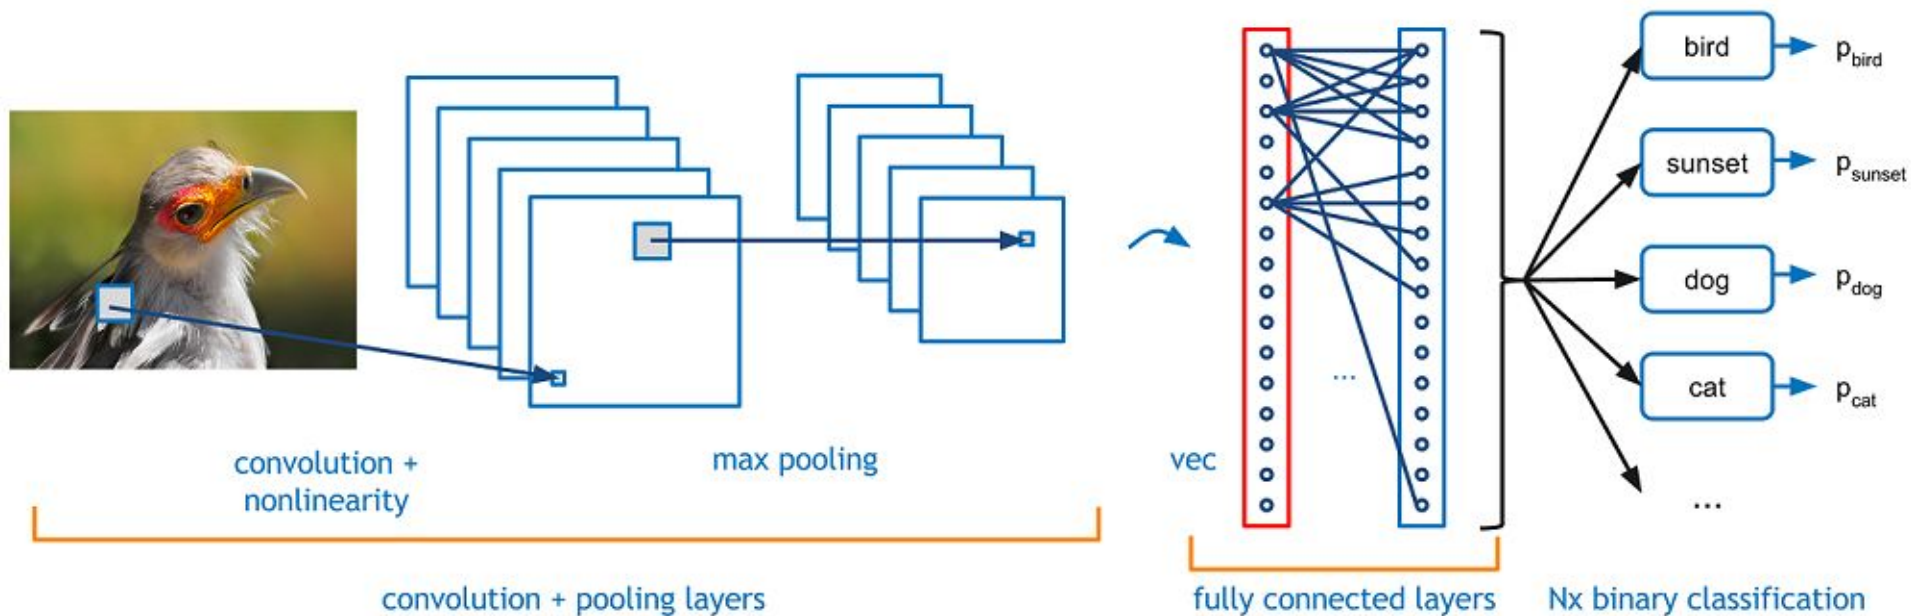 bird
p_bird
sunset
p_sunset
dog
p_dog
cat
p_cat
...
...
convolution +
nonlinearity
max pooling
vec
convolution + pooling layers
fully connected layers
Nx binary classification